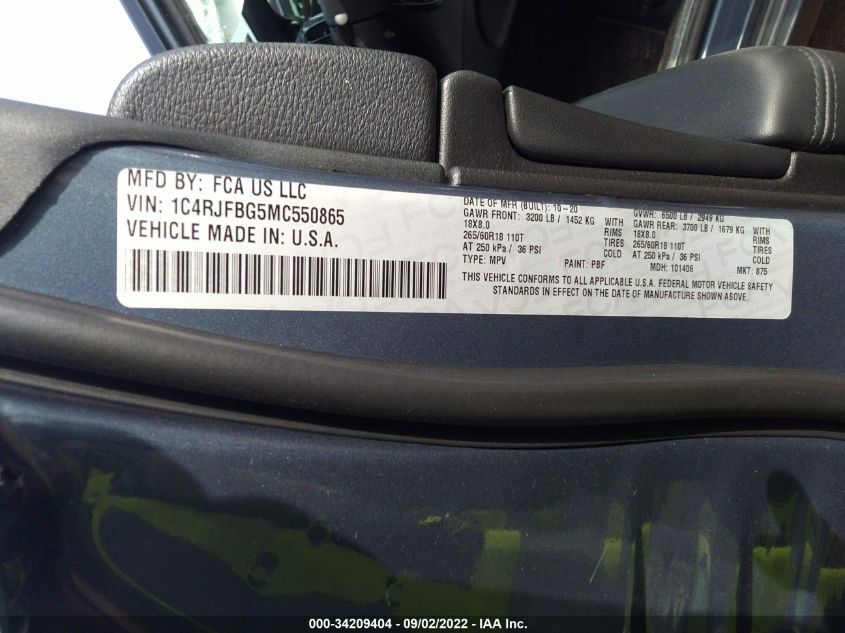 MFD BY: FCA US LLC
VIN: 1C4RJFBG5MC550865
VEHICLE MADE IN: U.S.A.
DATE OF MFR (BUILT): 10-20 GVWR: 6500 LB / 2949 KG
GAWR FRONT: 3200 LB / 1452 KG WITH GAWR REAR: 3700 LB / 1679 KG WITH
18X8.0 RIMS 18X8.0 RIMS
265/60R18 110T TIRES 265/60R18 110T TIRES
AT 250 kPa / 36 PSI COLD AT 250 kPa / 36 PSI COLD
TYPE: MPV PAINT: PBF MDH: 101406 MKT: 875
THIS VEHICLE CONFORMS TO ALL APPLICABLE U.S.A. FEDERAL MOTOR VEHICLE SAFETY
STANDARDS IN EFFECT ON THE DATE OF MANUFACTURE SHOWN ABOVE.
000-34209404 - 09/02/2022 - IAA Inc.